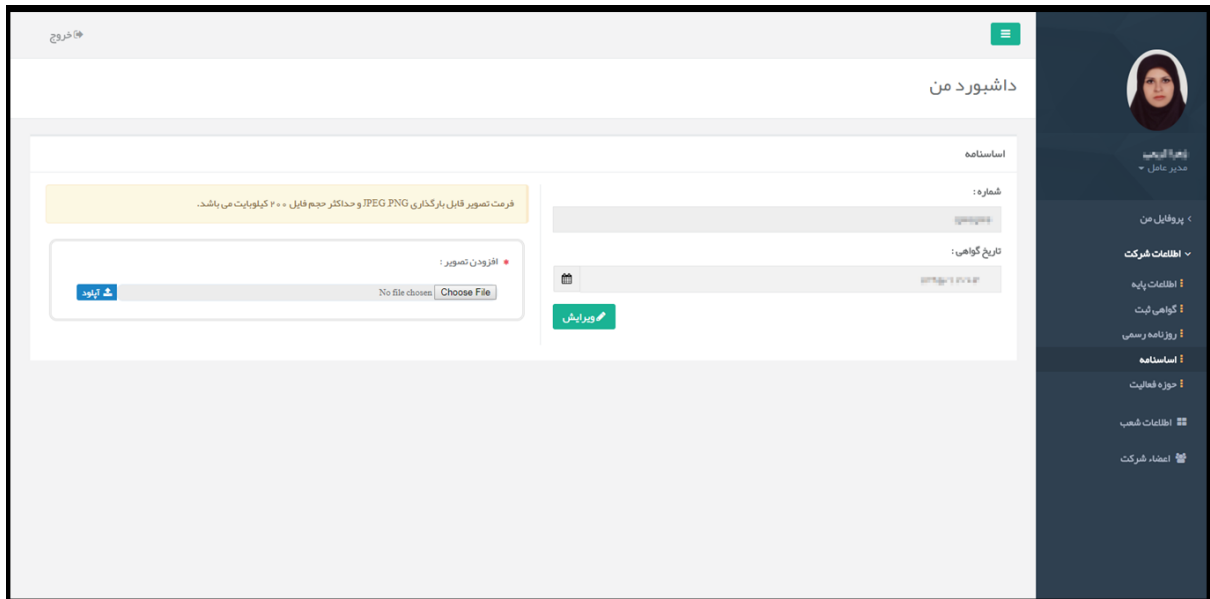 خروج
داشبورد من
اساسنامه
شماره :
تاریخ گواهی :
ویرایش
فرمت تصویر قابل بارگذاری JPEG,PNG و حداکثر حجم فایل ۲۰۰ کیلوبایت می باشد.
* افزودن تصویر :
Choose File No file chosen
آپلود
مدیر عامل
پروفایل من
اطلاعات شرکت
اطلاعات پایه
گواهی ثبت
روزنامه رسمی
اساسنامه
حوزه فعالیت
اطلاعات شعب
اعضاء شرکت